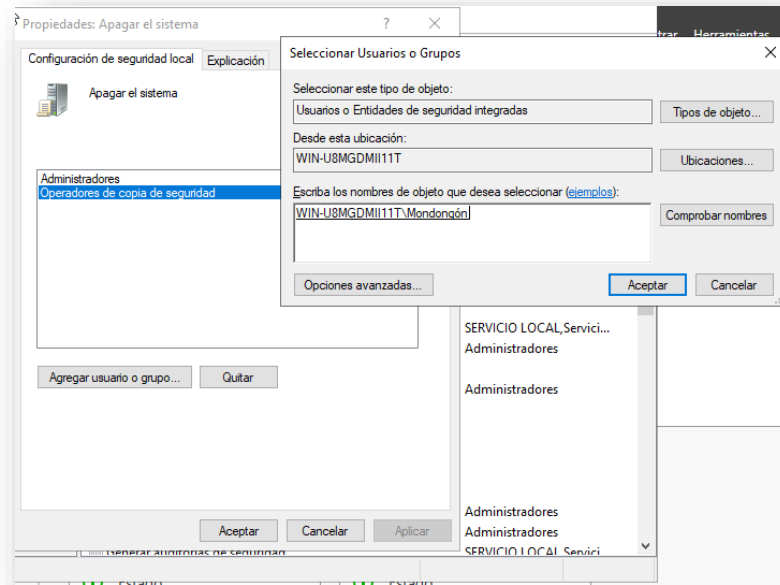 Propiedades: Apagar el sistema
Configuración de seguridad local
Explicación
Apagar el sistema
Administradores
Operadores de copia de seguridad
Agregar usuario o grupo...
Quitar
Aceptar
Cancelar
Aplicar
Seleccionar Usuarios o Grupos
Seleccionar este tipo de objeto:
Usuarios o Entidades de seguridad integradas
Tipos de objeto...
Desde esta ubicación:
WIN-U8MGDMII11T
Ubicaciones...
Escriba los nombres de objeto que desea seleccionar (ejemplos):
WIN-U8MGDMII11T\Mondongón
Comprobar nombres
Opciones avanzadas...
Aceptar
Cancelar
Herramientas
SERVICIO LOCAL,Servici...
Administradores
Administradores
Administradores
Administradores
SERVICIO LOCAL,Servici
Generar auditorías de seguridad
Estado
Estado